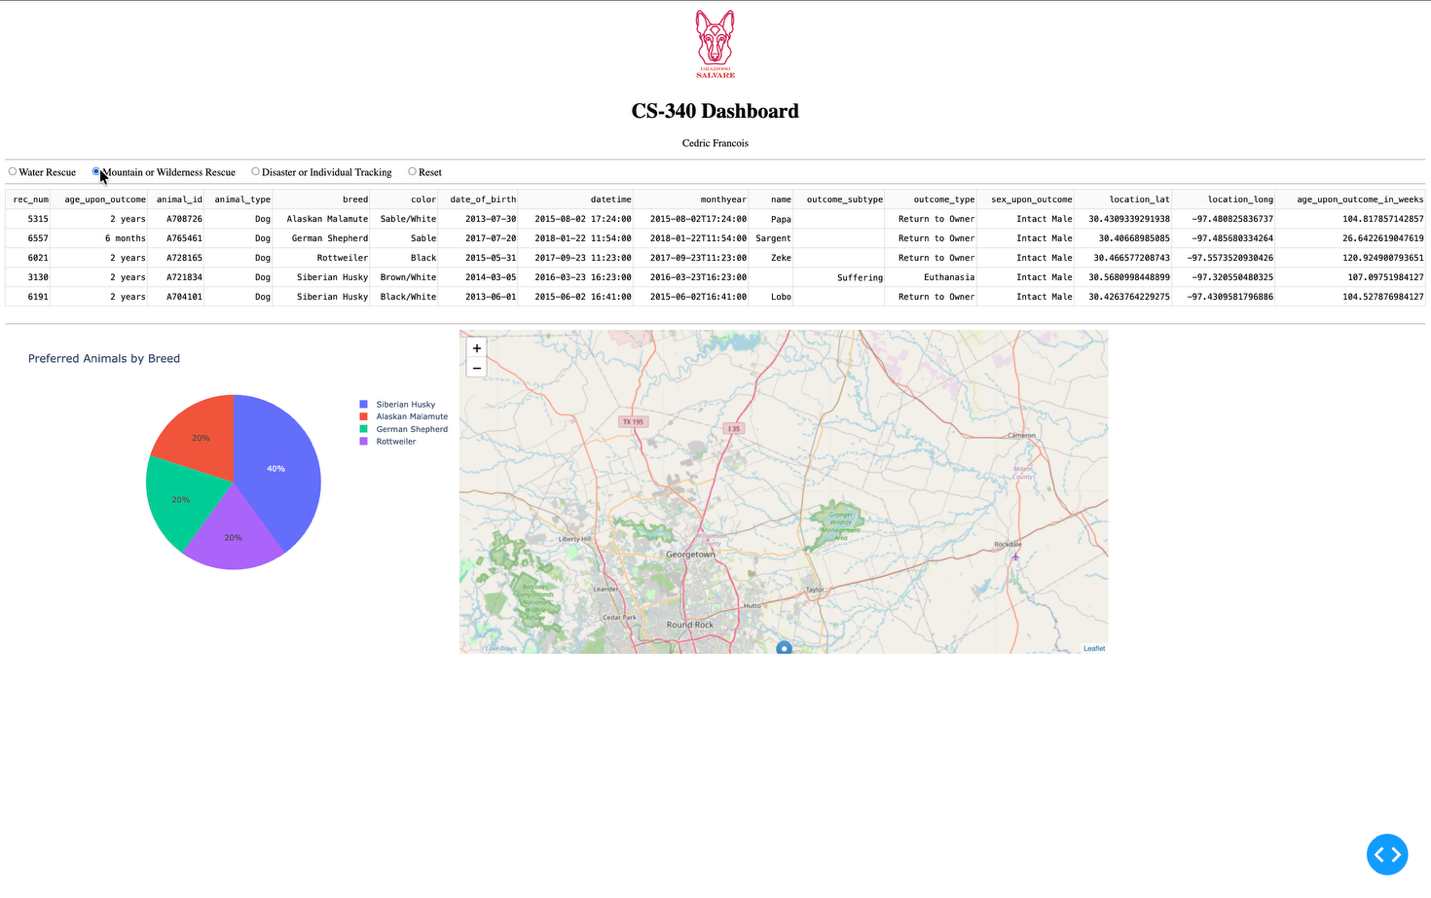 GRAZIOSO
SALVARE
CS-340 Dashboard
Cedric Francois
Water Rescue Mountain or Wilderness Rescue Disaster or Individual Tracking Reset
rec_num age_upon_outcome animal_id animal_type breed color date_of_birth datetime monthyear name outcome_subtype outcome_type sex_upon_outcome location_lat location_long age_upon_outcome_in_weeks
5315 2 years A708726 Dog Alaskan Malamute Sable/White 2013-07-30 2015-08-02 17:24:00 2015-08-02T17:24:00 Papa Return to Owner Intact Male 30.4309339291938 -97.480825836737 104.817857142857
6557 6 months A765461 Dog German Shepherd Sable 2017-07-20 2018-01-22 11:54:00 2018-01-22T11:54:00 Sargent Return to Owner Intact Male 30.40668985085 -97.485680334264 26.6422619047619
6021 2 years A728165 Dog Rottweiler Black 2015-05-31 2017-09-23 11:23:00 2017-09-23T11:23:00 Zeke Return to Owner Intact Male 30.466577208743 -97.5573520930426 120.924900793651
3130 2 years A721834 Dog Siberian Husky Brown/White 2014-03-05 2016-03-23 16:23:00 2016-03-23T16:23:00 Suffering Euthanasia Intact Male 30.5680998448899 -97.320550480325 107.09751984127
6191 2 years A704101 Dog Siberian Husky Black/White 2013-06-01 2015-06-02 16:41:00 2015-06-02T16:41:00 Lobo Return to Owner Intact Male 30.4263764229275 -97.4309581796886 104.527876984127
Preferred Animals by Breed
Siberian Husky
Alaskan Malamute
German Shepherd
Rottweiler
20%
40%
20%
20%
+
−
TX 195
I 35
Cameron
Milam
County
Granger
Wildlife
Management
Area
Liberty Hill
Williamson
County
Georgetown
Rockdale
Leander
Taylor
Balcones
Canyonlands
National
Wildlife
Refuge
Hutto
Cedar Park
Round Rock
Lake Travis
Leaflet